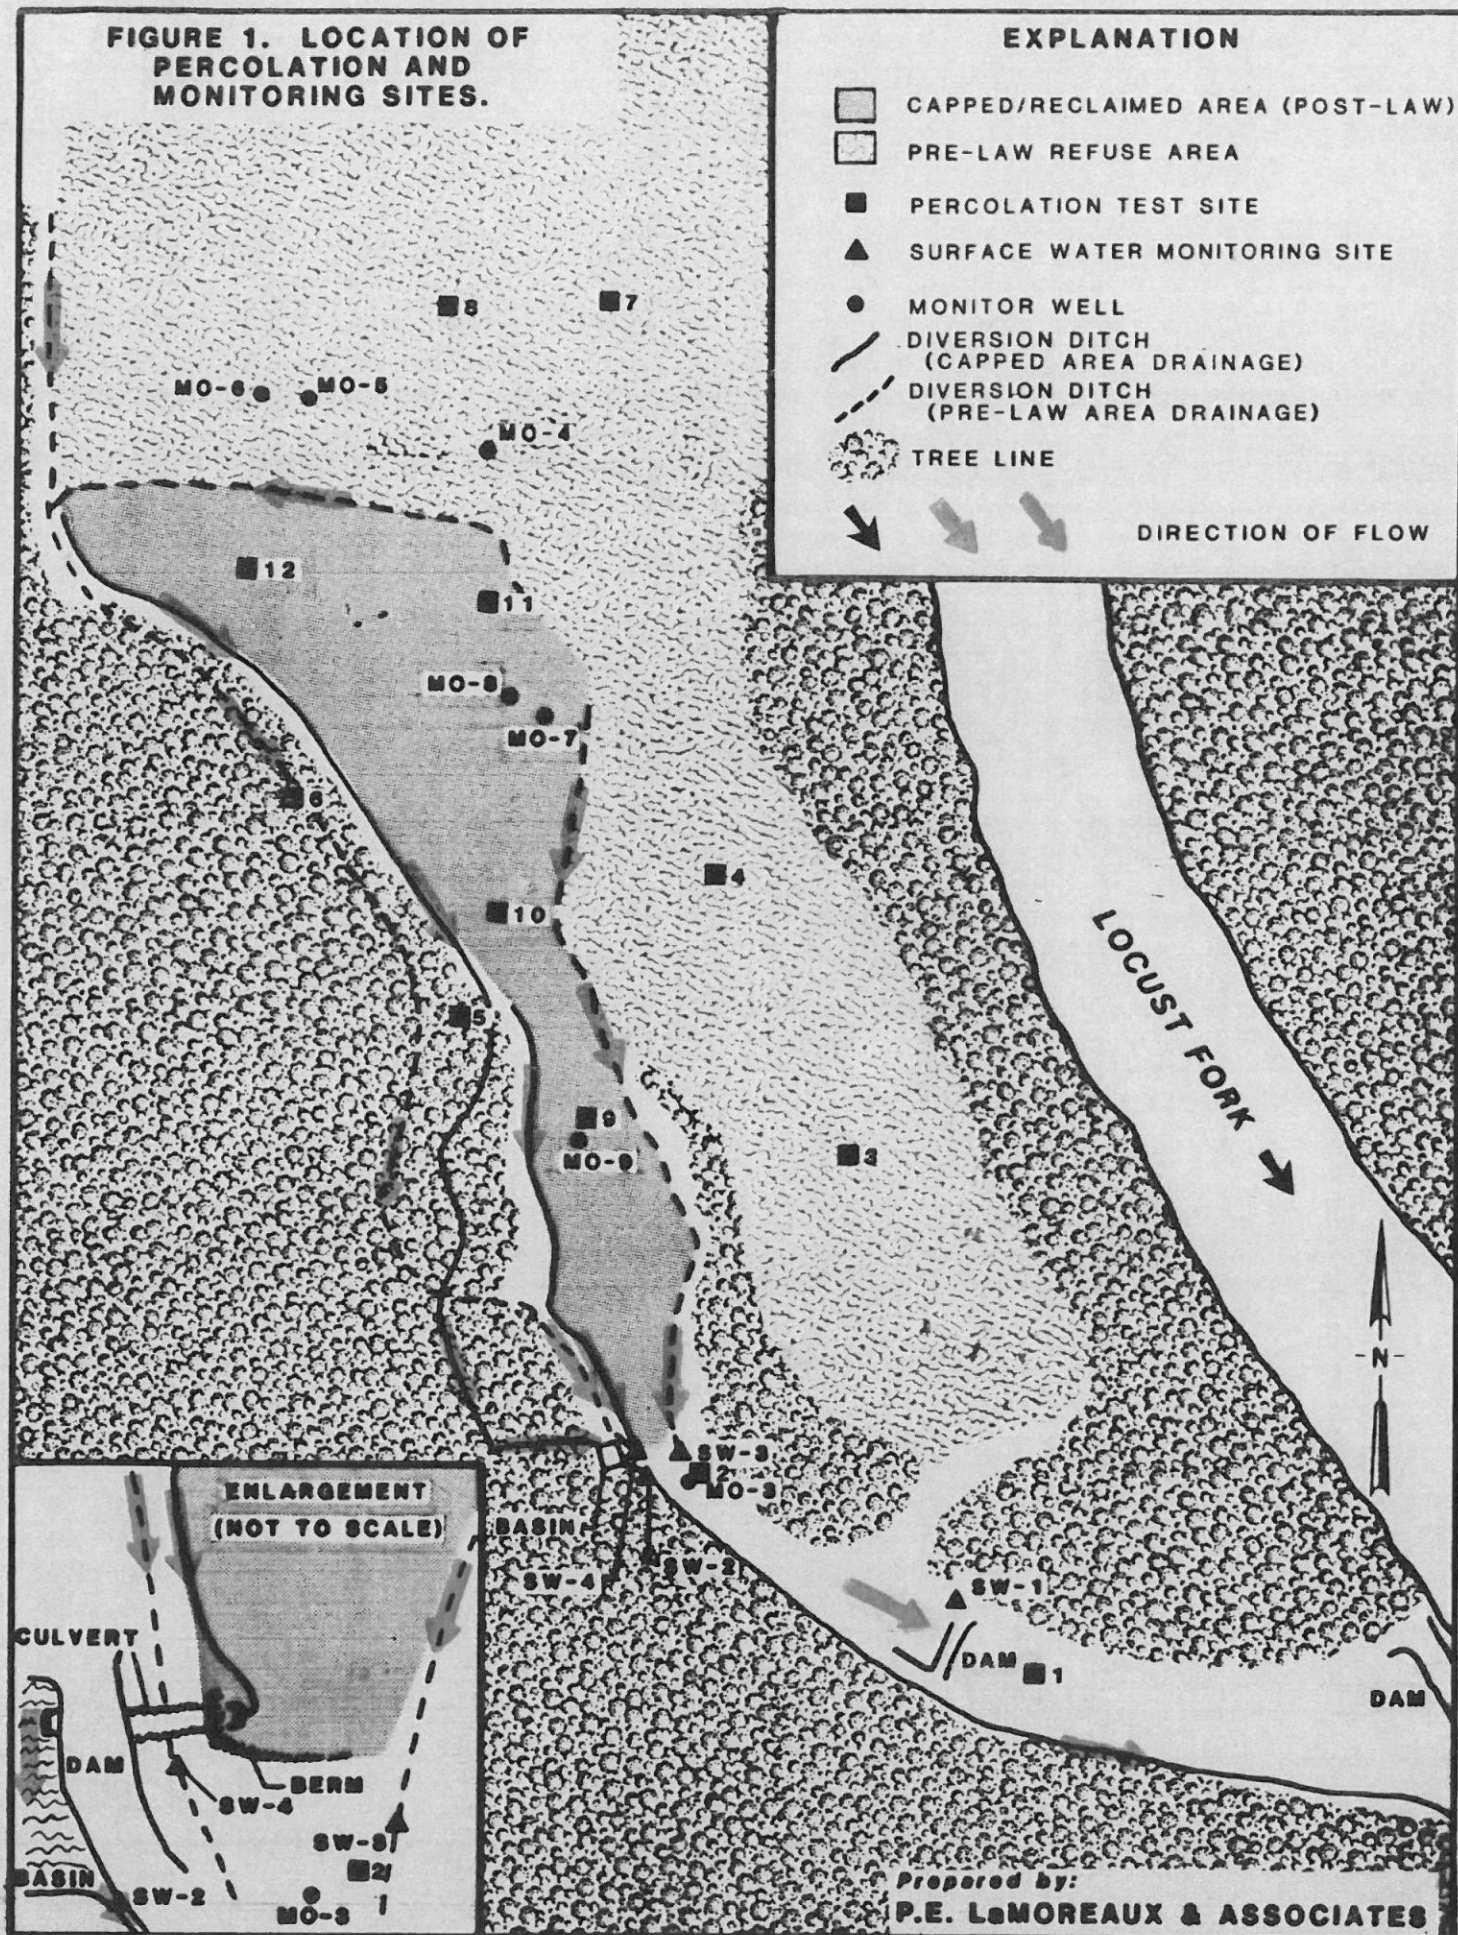 FIGURE 1. LOCATION OF
PERCOLATION AND
MONITORING SITES.
EXPLANATION
CAPPED/RECLAIMED AREA (POST-LAW)
PRE-LAW REFUSE AREA
PERCOLATION TEST SITE
SURFACE WATER MONITORING SITE
MONITOR WELL
DIVERSION DITCH
(CAPPED AREA DRAINAGE)
DIVERSION DITCH
(PRE-LAW AREA DRAINAGE)
TREE LINE
DIRECTION OF FLOW
8
7
MO-6
MO-5
MO-4
12
11
MO-8
MO-7
6
4
10
LOCUST FORK
5
9
MO-9
3
-N-
SW-3
2
MO-3
BASIN
SW-4
SW-2
SW-1
DAM
1
DAM
ENLARGEMENT
(NOT TO SCALE)
CULVERT
DAM
BERM
SW-4
SW-3
2
BASIN
SW-2
MO-3
Prepared by:
P.E. LaMOREAUX & ASSOCIATES